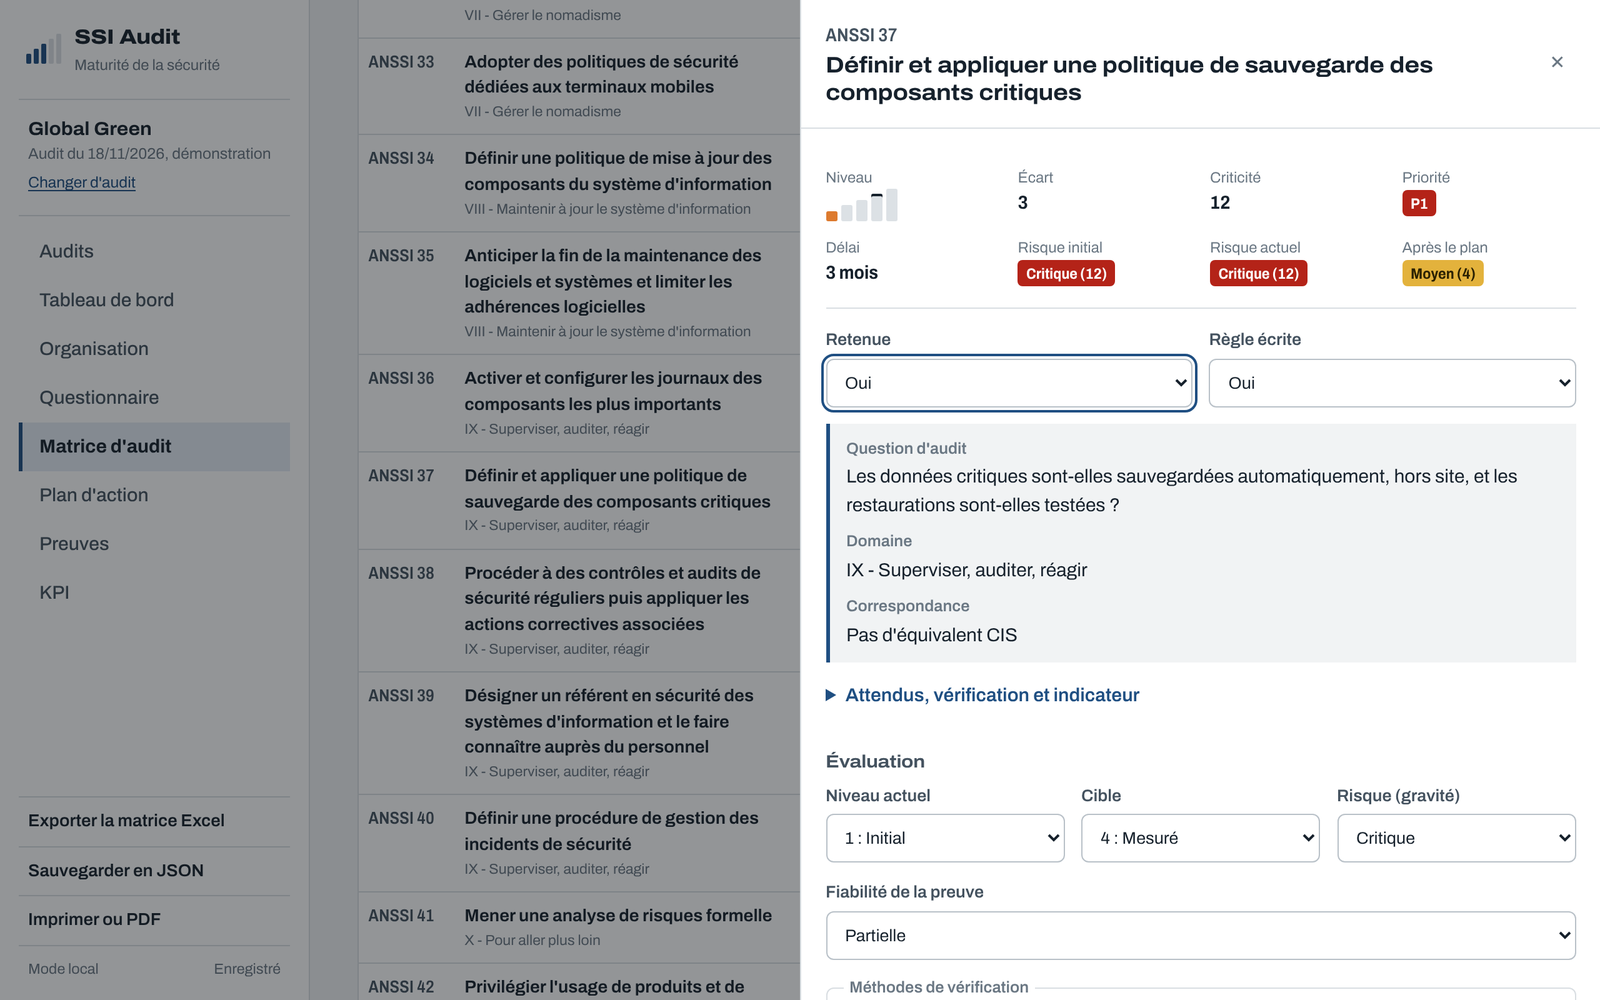 SSI Audit
Maturité de la sécurité
Global Green
Audit du 18/11/2026, démonstration
Changer d'audit
Audits
Tableau de bord
Organisation
Questionnaire
Matrice d'audit
Plan d'action
Preuves
KPI
Exporter la matrice Excel
Sauvegarder en JSON
Imprimer ou PDF
Mode local
Enregistré
VII - Gérer le nomadisme
ANSSI 33
Adopter des politiques de sécurité
dédiées aux terminaux mobiles
VII - Gérer le nomadisme
ANSSI 34
Définir une politique de mise à jour des
composants du système d'information
VIII - Maintenir à jour le système d'information
ANSSI 35
Anticiper la fin de la maintenance des
logiciels et systèmes et limiter les
adhérences logicielles
VIII - Maintenir à jour le système d'information
ANSSI 36
Activer et configurer les journaux des
composants les plus importants
IX - Superviser, auditer, réagir
ANSSI 37
Définir et appliquer une politique de
sauvegarde des composants critiques
IX - Superviser, auditer, réagir
ANSSI 38
Procéder à des contrôles et audits de
sécurité réguliers puis appliquer les
actions correctives associées
IX - Superviser, auditer, réagir
ANSSI 39
Désigner un référent en sécurité des
systèmes d'information et le faire
connaître auprès du personnel
IX - Superviser, auditer, réagir
ANSSI 40
Définir une procédure de gestion des
incidents de sécurité
IX - Superviser, auditer, réagir
ANSSI 41
Mener une analyse de risques formelle
X - Pour aller plus loin
ANSSI 42
Privilégier l'usage de produits et de
ANSSI 37
Définir et appliquer une politique de sauvegarde des
composants critiques
×
Niveau
Écart
3
Criticité
12
Priorité
P1
Délai
3 mois
Risque initial
Critique (12)
Risque actuel
Critique (12)
Après le plan
Moyen (4)
Retenue
Oui
Règle écrite
Oui
Question d'audit
Les données critiques sont-elles sauvegardées automatiquement, hors site, et les
restaurations sont-elles testées ?
Domaine
IX - Superviser, auditer, réagir
Correspondance
Pas d'équivalent CIS
Attendus, vérification et indicateur
Évaluation
Niveau actuel
1 : Initial
Cible
4 : Mesuré
Risque (gravité)
Critique
Fiabilité de la preuve
Partielle
Méthodes de vérification